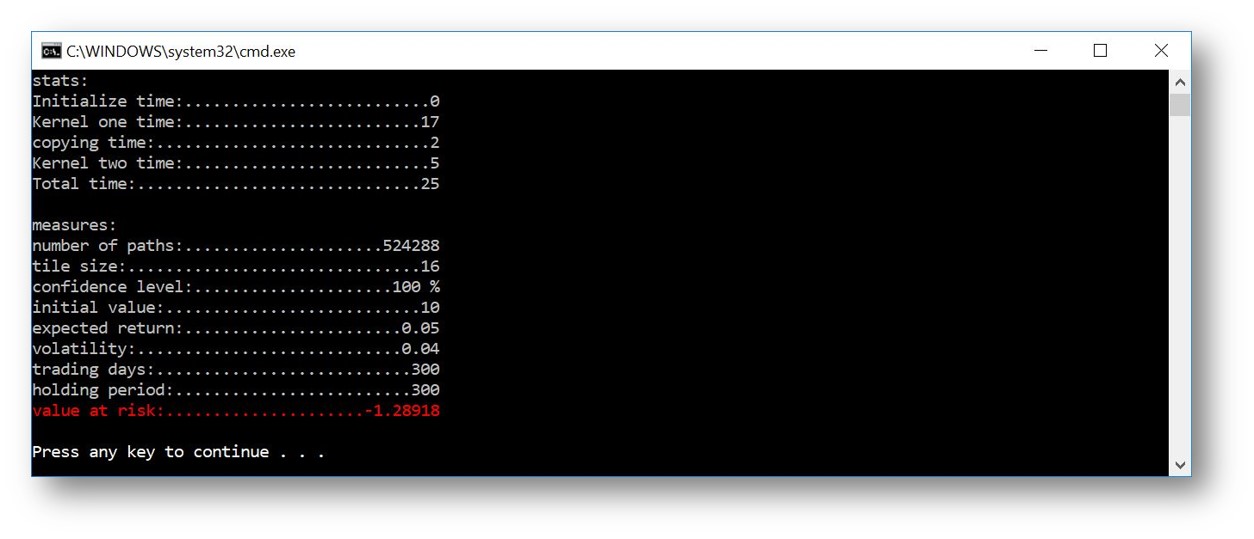 C:\WINDOWS\system32\cmd.exe
stats:
Initialize time:..........................0
Kernel one time:.........................17
copying time:.............................2
Kernel two time:..........................5
Total time:..............................25
measures:
number of paths:.....................524288
tile size:...............................16
confidence level:.....................100 %
initial value:...........................10
expected return:.......................0.05
volatility:............................0.04
trading days:...........................300
holding period:.........................300
value at risk:.....................-1.28918
Press any key to continue . . .